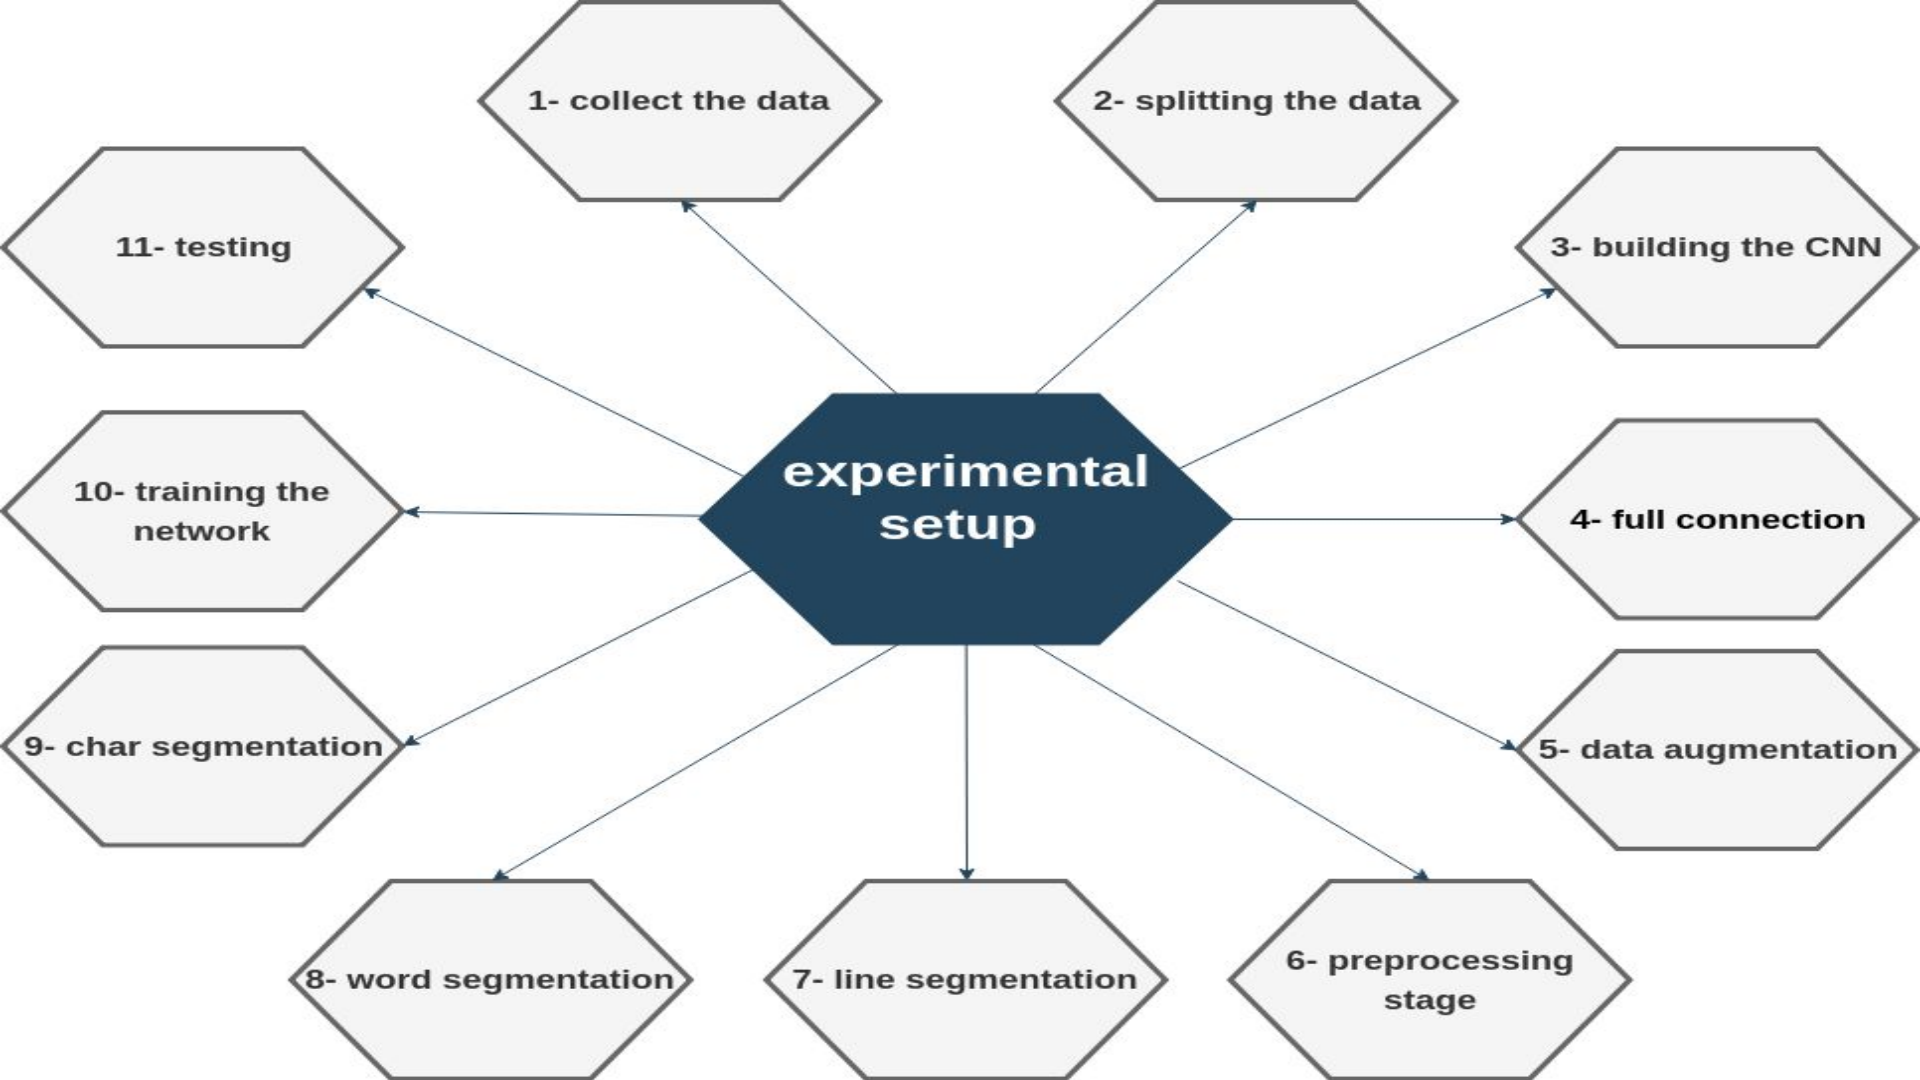 experimental
setup
1- collect the data
2- splitting the data
3- building the CNN
4- full connection
5- data augmentation
6- preprocessing
stage
7- line segmentation
8- word segmentation
9- char segmentation
10- training the
network
11- testing